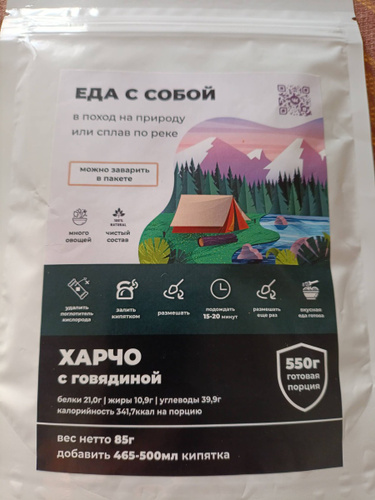 ЕДА С СОБОЙ
в поход на природу
или сплав по реке
можно заварить
в пакете
много
овощей
100%
NATURAL
чистый
состав
удалить
поглотитель
кислорода
залить
кипятком
размешать
подождать
15-20 минут
размешать
еще раз
вкусная
еда готова
ХАРЧО
с говядиной
550г
готовая
порция
белки 21,0г | жиры 10,9г | углеводы 39,9г
калорийность 341,7ккал на порцию
вес нетто 85г
добавить 465-500мл кипятка